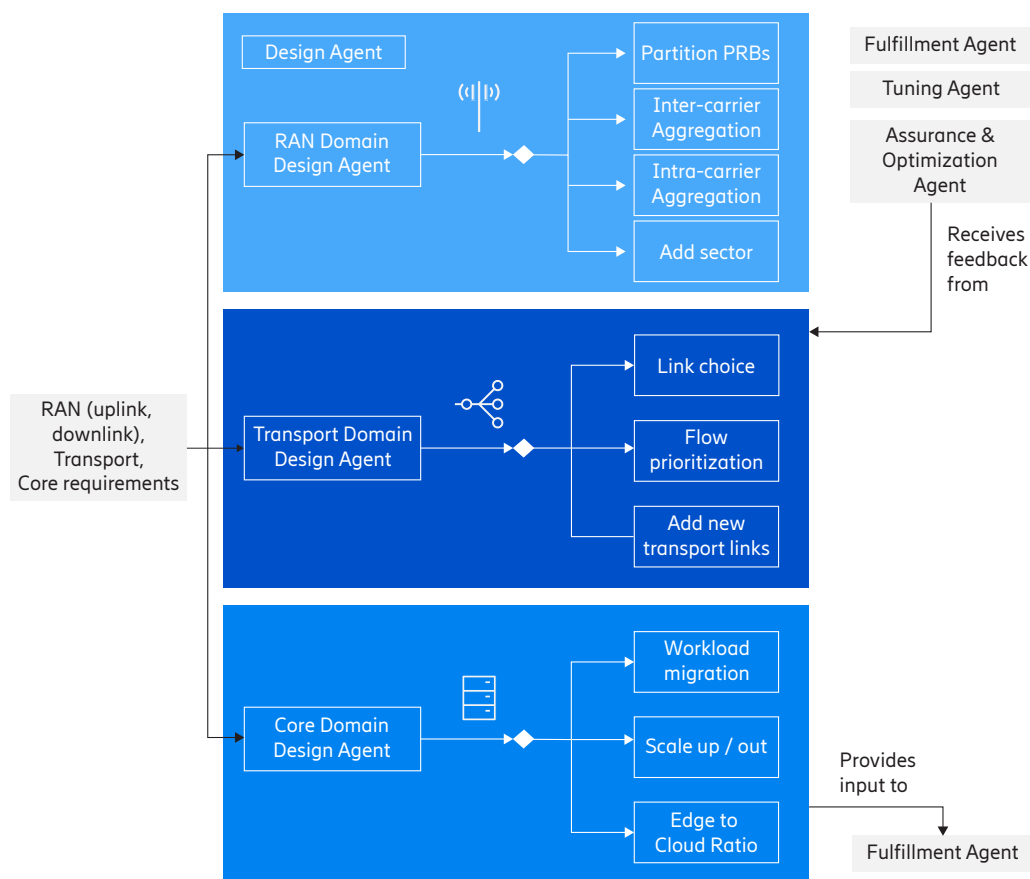 Design Agent
RAN Domain
Design Agent
Partition PRBs
Inter-carrier
Aggregation
Intra-carrier
Aggregation
Add sector
Fulfillment Agent
Tuning Agent
Assurance &
Optimization
Agent
Receives
feedback
from
RAN (uplink,
downlink),
Transport,
Core requirements
Transport Domain
Design Agent
Link choice
Flow
prioritization
Add new
transport links
Core Domain
Design Agent
Workload
migration
Scale up / out
Edge to
Cloud Ratio
Provides
input to
Fulfillment Agent